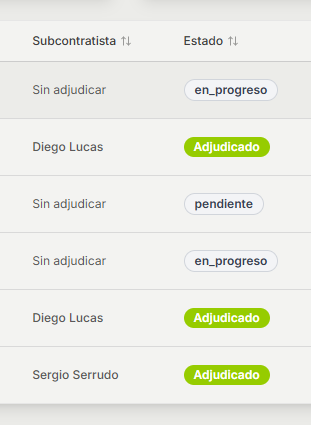 Subcontratista Estado
Sin adjudicar en_progreso
Diego Lucas Adjudicado
Sin adjudicar pendiente
Sin adjudicar en_progreso
Diego Lucas Adjudicado
Sergio Serrudo Adjudicado